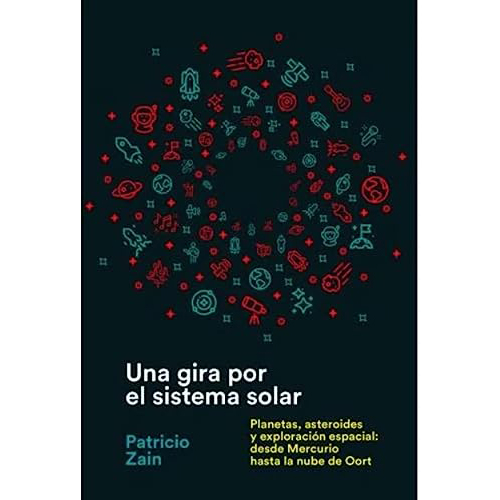 Una gira por
el sistema solar
Patricio
Zain
Planetas, asteroides
y exploración espacial:
desde Mercurio
hasta la nube de Oort